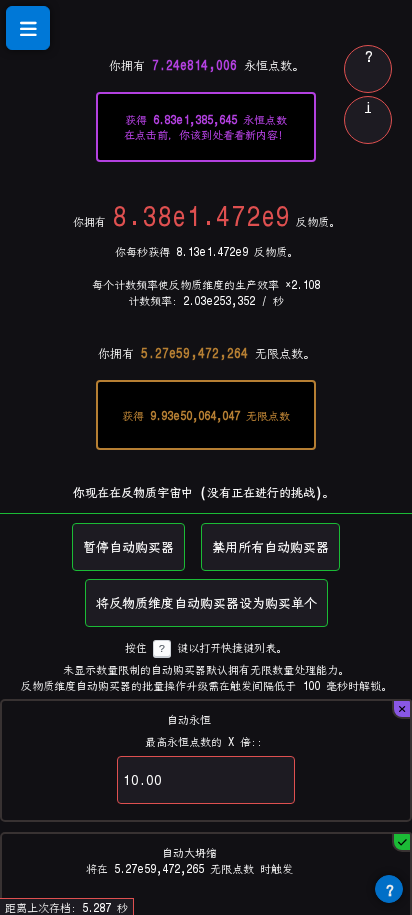 你拥有 7.24e814,006 永恒点数。
?
获得 6.83e1,385,645 永恒点数
在点击前，你该到处看看新内容!
i
你拥有 8.38e1.472e9 反物质。
你每秒获得 8.13e1.472e9 反物质。
每个计数频率使反物质维度的生产效率 ×2.108
计数频率: 2.03e253,352 / 秒
你拥有 5.27e59,472,264 无限点数。
获得 9.93e50,064,047 无限点数
你现在在反物质宇宙中 (没有正在进行的挑战)。
暂停自动购买器
禁用所有自动购买器
将反物质维度自动购买器设为购买单个
按住 ? 键以打开快捷键列表。
未显示数量限制的自动购买器默认拥有无限数量处理能力。
反物质维度自动购买器的批量操作升级需在触发间隔低于 100 毫秒时解锁。
自动永恒
最高永恒点数的 X 倍::
10.00
自动大坍缩
将在 5.27e59,472,265 无限点数 时触发
?
距离上次存档: 5.287 秒